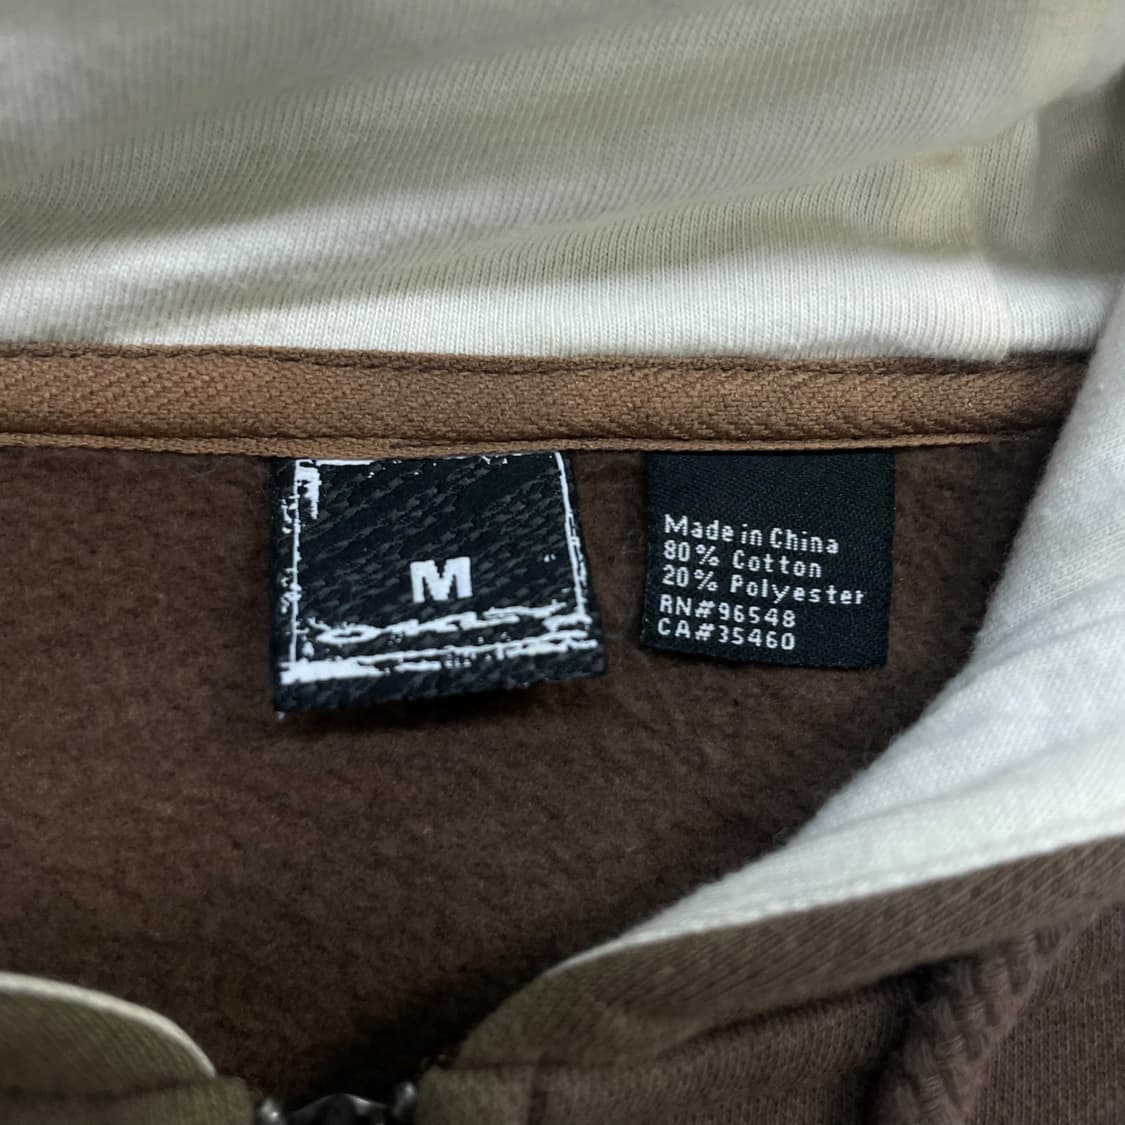 M
Made in China
80% Cotton
20% Polyester
RN#96548
CA#35460